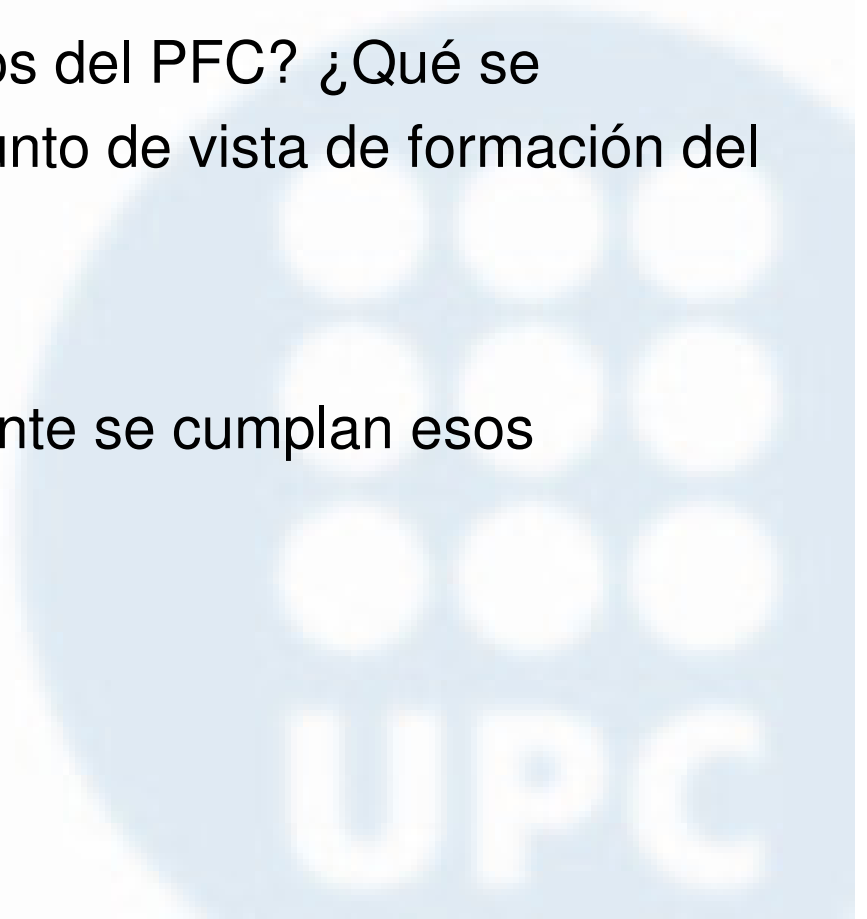 os del PFC? ¿Qué se
unto de vista de formación del
nte se cumplan esos
UPC